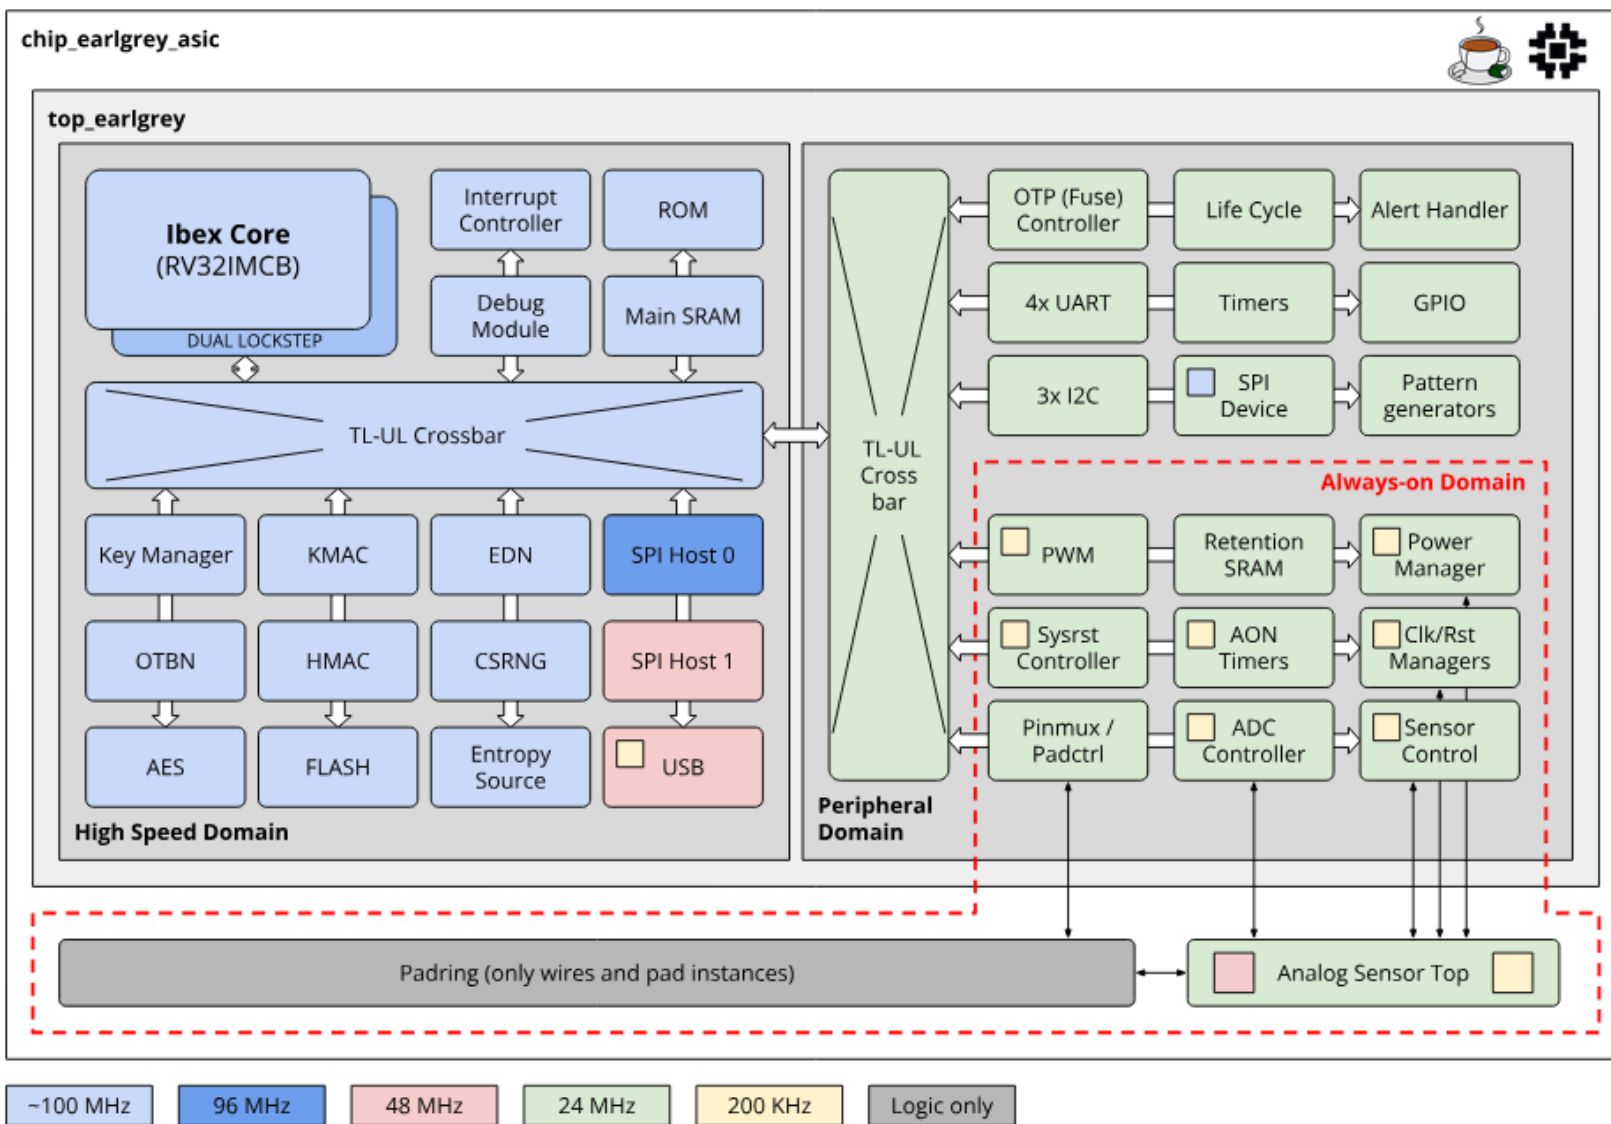 chip_earlgrey_asic
top_earlgrey
Ibex Core
(RV32IMCB)
DUAL LOCKSTEP
Interrupt
Controller
ROM
Debug
Module
Main SRAM
TL-UL Crossbar
Key Manager
KMAC
EDN
SPI Host 0
OTBN
HMAC
CSRNG
SPI Host 1
AES
FLASH
Entropy
Source
USB
High Speed Domain
TL-UL
Cross
bar
OTP (Fuse)
Controller
Life Cycle
Alert Handler
4x UART
Timers
GPIO
3x I2C
SPI
Device
Pattern
generators
Always-on Domain
PWM
Retention
SRAM
Power
Manager
Sysrst
Controller
AON
Timers
Clk/Rst
Managers
Pinmux /
Padctrl
ADC
Controller
Sensor
Control
Peripheral
Domain
Padring (only wires and pad instances)
Analog Sensor Top
~100 MHz
96 MHz
48 MHz
24 MHz
200 KHz
Logic only